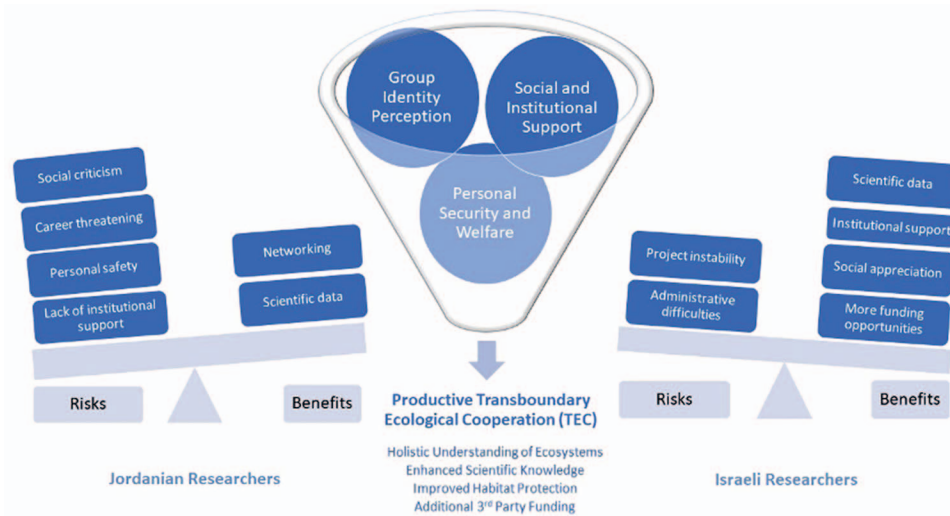 Group
Identity
Perception
Social and
Institutional
Support
Personal
Security and
Welfare
Social criticism
Career threatening
Personal safety
Lack of institutional
support
Networking
Scientific data
Risks
Benefits
Jordanian Researchers
Productive Transboundary
Ecological Cooperation (TEC)
Holistic Understanding of Ecosystems
Enhanced Scientific Knowledge
Improved Habitat Protection
Additional 3rd Party Funding
Project instability
Administrative
difficulties
Scientific data
Institutional support
Social appreciation
More funding
opportunities
Risks
Benefits
Israeli Researchers